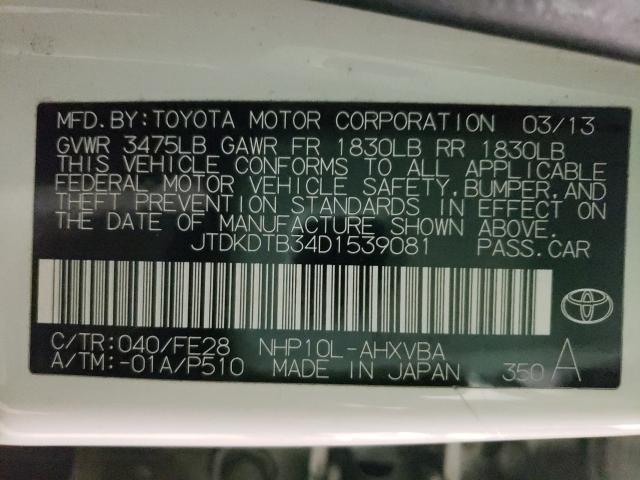 MFD. BY: TOYOTA MOTOR CORPORATION 03/13
GVWR 3475LB GAWR FR 1830LB RR 1830LB
THIS VEHICLE CONFORMS TO ALL APPLICABLE
FEDERAL MOTOR VEHICLE SAFETY, BUMPER, AND
THEFT PREVENTION STANDARDS IN EFFECT ON
THE DATE OF MANUFACTURE SHOWN ABOVE.
JTDKDTB34D1539081 PASS. CAR
C/TR: 040/FE28 NHP10L-AHXVBA
A/TM: -01A/P510 MADE IN JAPAN 350 A